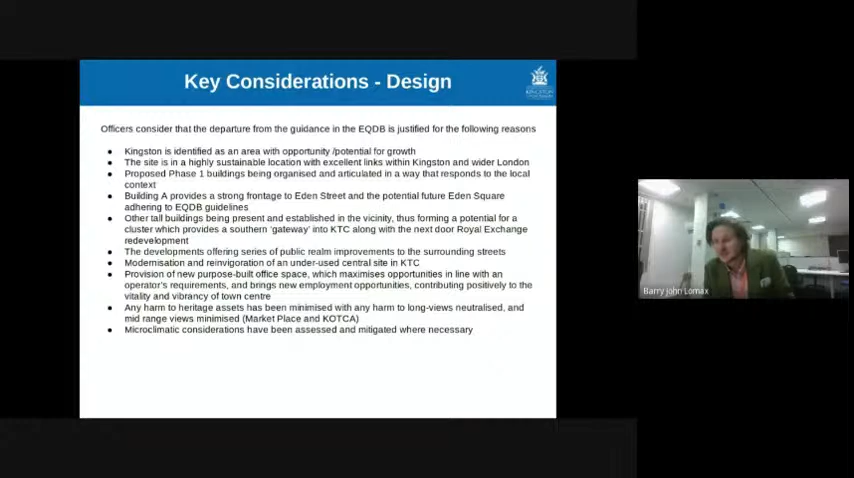 Key Considerations - Design
KINGSTON
Officers consider that the departure from the guidance in the EQDB is justified for the following reasons
● Kingston is identified as an area with opportunity /potential for growth
● The site is in a highly sustainable location with excellent links within Kingston and wider London
● Proposed Phase 1 buildings being organised and articulated in a way that responds to the local
context
● Building A provides a strong frontage to Eden Street and the potential future Eden Square
adhering to EQDB guidelines
● Other tall buildings being present and established in the vicinity, thus forming a potential for a
cluster which provides a southern 'gateway' into KTC along with the next door Royal Exchange
redevelopment
● The developments offering series of public realm improvements to the surrounding streets
● Modernisation and reinvigoration of an under-used central site in KTC
● Provision of new purpose-built office space, which maximises opportunities in line with an
operator's requirements, and brings new employment opportunities, contributing positively to the
vitality and vibrancy of town centre
● Any harm to heritage assets has been minimised with any harm to long-views neutralised, and
mid range views minimised (Market Place and KOTCA)
● Microclimatic considerations have been assessed and mitigated where necessary
Barry John Lomax